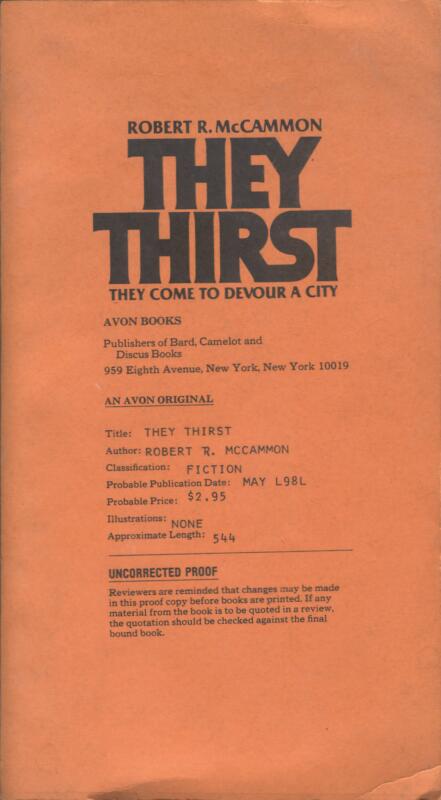 ROBERT R. McCAMMON
THEY
THIRST
THEY COME TO DEVOUR A CITY
AVON BOOKS
Publishers of Bard, Camelot and
Discus Books
959 Eighth Avenue, New York, New York 10019
AN AVON ORIGINAL
Title: THEY THIRST
Author: ROBERT R. MCCAMMON
Classification: FICTION
Probable Publication Date: MAY L98L
Probable Price: $2.95
Illustrations: NONE
Approximate Length: 544
UNCORRECTED PROOF
Reviewers are reminded that changes may be made
in this proof copy before books are printed. If any
material from the book is to be quoted in a review,
the quotation should be checked against the final
bound book.